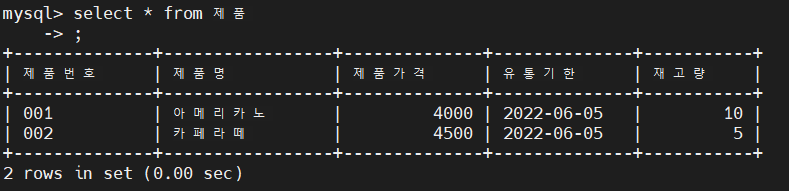 mysql> select * from 제품
    -> ;
+--------------+-----------------+--------------+--------------+-----------+
| 제품번호     | 제품명          | 제품가격     | 유통기한     | 재고량    |
+--------------+-----------------+--------------+--------------+-----------+
| 001          | 아메리카노      |         4000 | 2022-06-05   |        10 |
| 002          | 카페라떼        |         4500 | 2022-06-05   |         5 |
+--------------+-----------------+--------------+--------------+-----------+
2 rows in set (0.00 sec)